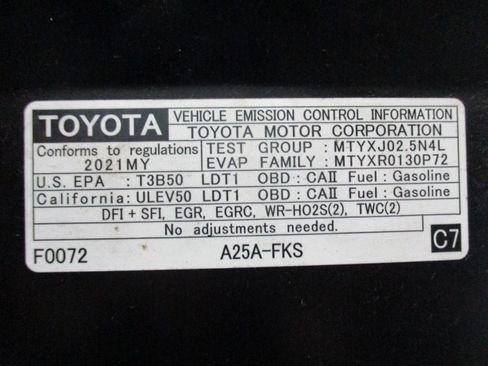 TOYOTA VEHICLE EMISSION CONTROL INFORMATION
TOYOTA MOTOR CORPORATION
Conforms to regulations TEST GROUP : MTYXJ02.5N4L
2021MY EVAP FAMILY : MTYXR0130P72
U.S. EPA : T3B50 LDT1 OBD : CAII Fuel : Gasoline
California: ULEV50 LDT1 OBD : CAII Fuel : Gasoline
DFI + SFI, EGR, EGRC, WR-HO2S(2), TWC(2)
No adjustments needed.
F0072 A25A-FKS C7